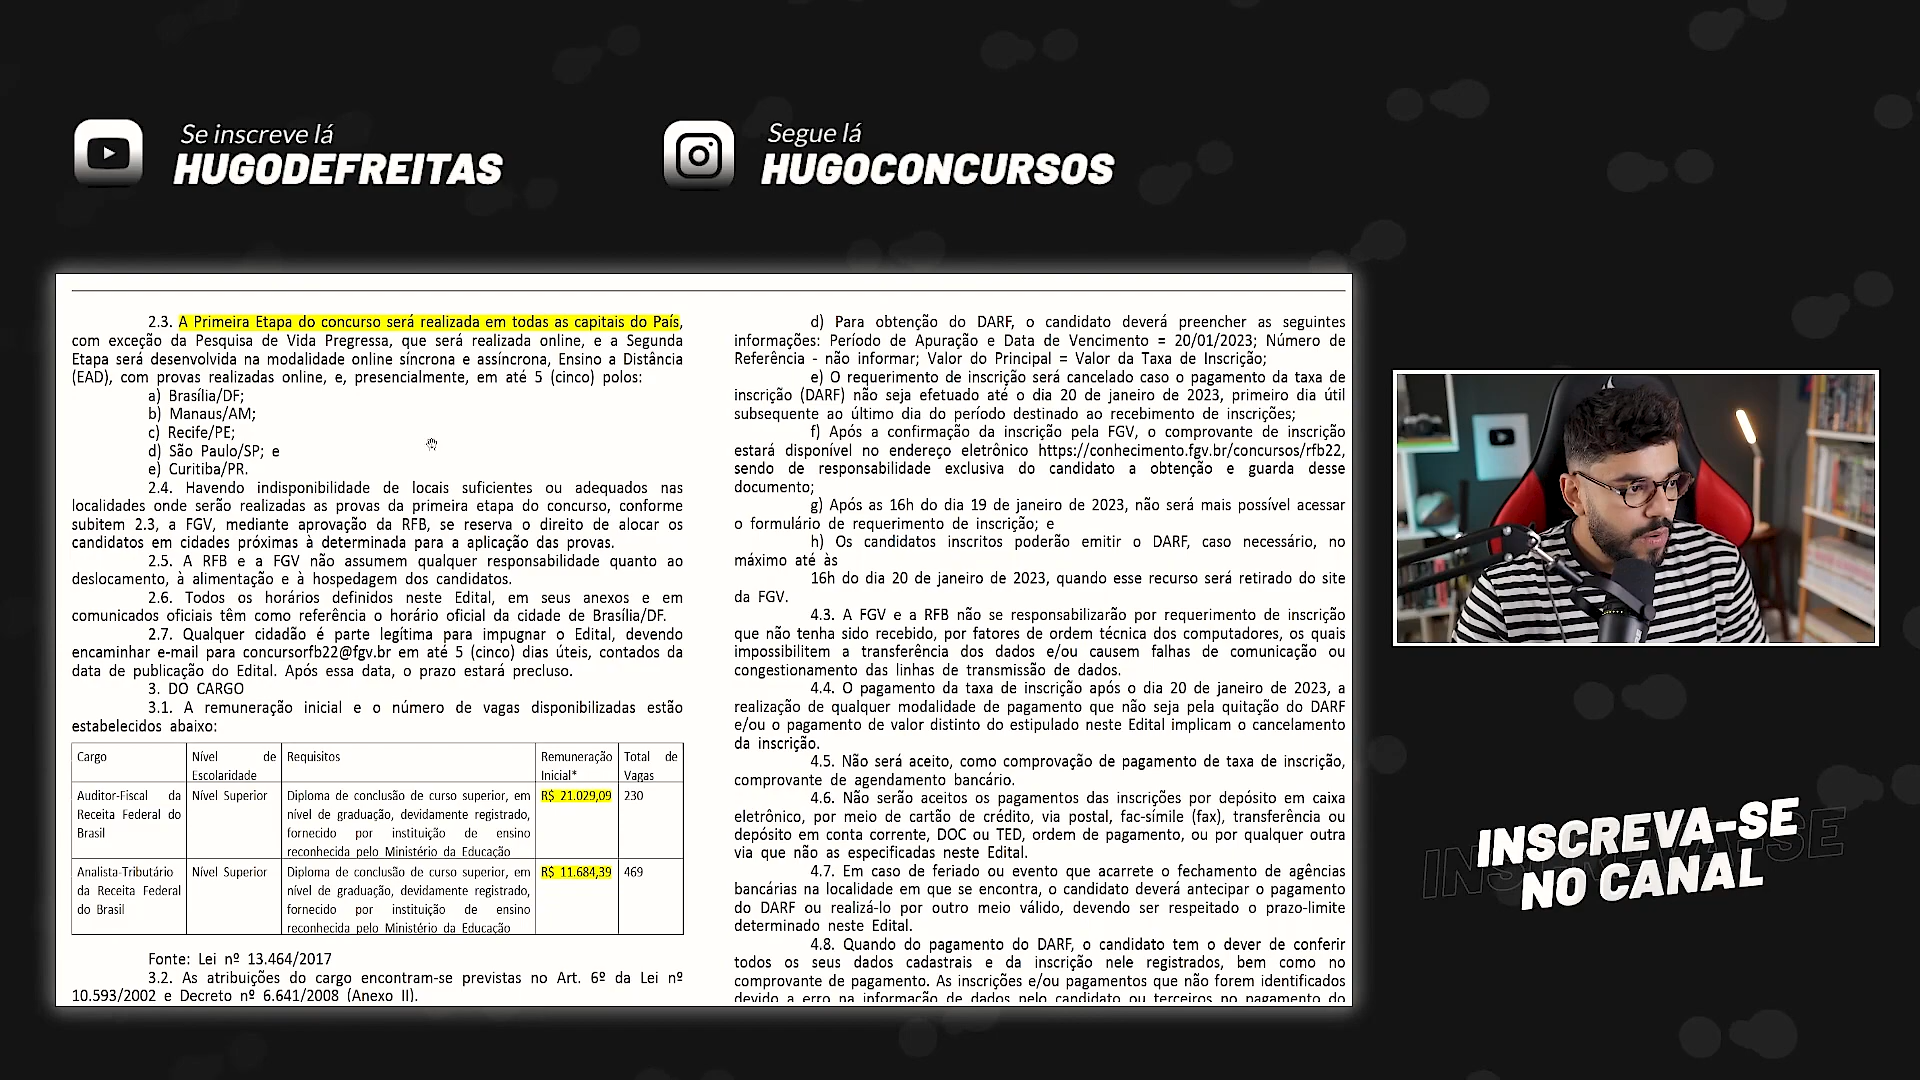 Se inscreve lá
HUGODEFREITAS
Segue lá
HUGOCONCURSOS
2.3. A Primeira Etapa do concurso será realizada em todas as capitais do País,
com exceção da Pesquisa de Vida Pregressa, que será realizada online, e a Segunda
Etapa será desenvolvida na modalidade online síncrona e assíncrona, Ensino a Distância
(EAD), com provas realizadas online, e, presencialmente, em até 5 (cinco) polos:
a) Brasília/DF;
b) Manaus/AM;
c) Recife/PE;
d) São Paulo/SP; e
e) Curitiba/PR.
2.4. Havendo indisponibilidade de locais suficientes ou adequados nas
localidades onde serão realizadas as provas da primeira etapa do concurso, conforme
subitem 2.3, a FGV, mediante aprovação da RFB, se reserva o direito de alocar os
candidatos em cidades próximas à determinada para a aplicação das provas.
2.5. A RFB e a FGV não assumem qualquer responsabilidade quanto ao
deslocamento, à alimentação e à hospedagem dos candidatos.
2.6. Todos os horários definidos neste Edital, em seus anexos e em
comunicados oficiais têm como referência o horário oficial da cidade de Brasília/DF.
2.7. Qualquer cidadão é parte legítima para impugnar o Edital, devendo
encaminhar e-mail para concursorfb22@fgv.br em até 5 (cinco) dias úteis, contados da
data de publicação do Edital. Após essa data, o prazo estará precluso.
3. DO CARGO
3.1. A remuneração inicial e o número de vagas disponibilizadas estão
estabelecidos abaixo:
Cargo
Nível de
Escolaridade
Requisitos
Remuneração
Inicial*
Total de
Vagas
Auditor-Fiscal da
Receita Federal do
Brasil
Nível Superior
Diploma de conclusão de curso superior, em
nível de graduação, devidamente registrado,
fornecido por instituição de ensino
reconhecida pelo Ministério da Educação
R$ 21.029,09
230
Analista-Tributário
da Receita Federal
do Brasil
Nível Superior
Diploma de conclusão de curso superior, em
nível de graduação, devidamente registrado,
fornecido por instituição de ensino
reconhecida pelo Ministério da Educação
R$ 11.684,39
469
Fonte: Lei nº 13.464/2017
3.2. As atribuições do cargo encontram-se previstas no Art. 6º da Lei nº
10.593/2002 e Decreto nº 6.641/2008 (Anexo II).
d) Para obtenção do DARF, o candidato deverá preencher as seguintes
informações: Período de Apuração e Data de Vencimento = 20/01/2023; Número de
Referência - não informar; Valor do Principal = Valor da Taxa de Inscrição;
e) O requerimento de inscrição será cancelado caso o pagamento da taxa de
inscrição (DARF) não seja efetuado até o dia 20 de janeiro de 2023, primeiro dia útil
subsequente ao último dia do período destinado ao recebimento de inscrições;
f) Após a confirmação da inscrição pela FGV, o comprovante de inscrição
estará disponível no endereço eletrônico https://conhecimento.fgv.br/concursos/rfb22,
sendo de responsabilidade exclusiva do candidato a obtenção e guarda desse
documento;
g) Após as 16h do dia 19 de janeiro de 2023, não será mais possível acessar
o formulário de requerimento de inscrição; e
h) Os candidatos inscritos poderão emitir o DARF, caso necessário, no
máximo até às
16h do dia 20 de janeiro de 2023, quando esse recurso será retirado do site
da FGV.
4.3. A FGV e a RFB não se responsabilizarão por requerimento de inscrição
que não tenha sido recebido, por fatores de ordem técnica dos computadores, os quais
impossibilitem a transferência dos dados e/ou causem falhas de comunicação ou
congestionamento das linhas de transmissão de dados.
4.4. O pagamento da taxa de inscrição após o dia 20 de janeiro de 2023, a
realização de qualquer modalidade de pagamento que não seja pela quitação do DARF
e/ou o pagamento de valor distinto do estipulado neste Edital implicam o cancelamento
da inscrição.
4.5. Não será aceito, como comprovação de pagamento de taxa de inscrição,
comprovante de agendamento bancário.
4.6. Não serão aceitos os pagamentos das inscrições por depósito em caixa
eletrônico, por meio de cartão de crédito, via postal, fac-símile (fax), transferência ou
depósito em conta corrente, DOC ou TED, ordem de pagamento, ou por qualquer outra
via que não as especificadas neste Edital.
4.7. Em caso de feriado ou evento que acarrete o fechamento de agências
bancárias na localidade em que se encontra, o candidato deverá antecipar o pagamento
do DARF ou realizá-lo por outro meio válido, devendo ser respeitado o prazo-limite
determinado neste Edital.
4.8. Quando do pagamento do DARF, o candidato tem o dever de conferir
todos os seus dados cadastrais e da inscrição nele registrados, bem como no
comprovante de pagamento. As inscrições e/ou pagamentos que não forem identificados
devido a erro na informação de dados pelo candidato ou terceiros no pagamento do
INSCREVA-SE
NO CANAL